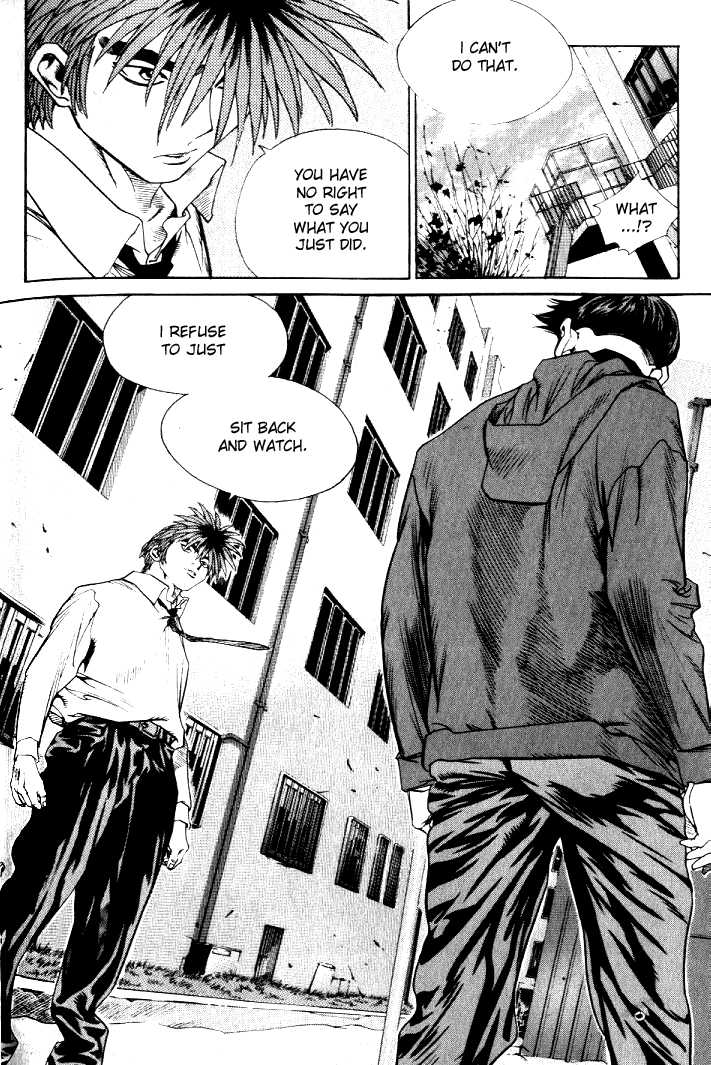 YOU HAVE
NO RIGHT
TO SAY
WHAT YOU
JUST DID.
I CAN'T
DO THAT.
WHAT
...!?
I REFUSE
TO JUST
SIT BACK
AND WATCH.